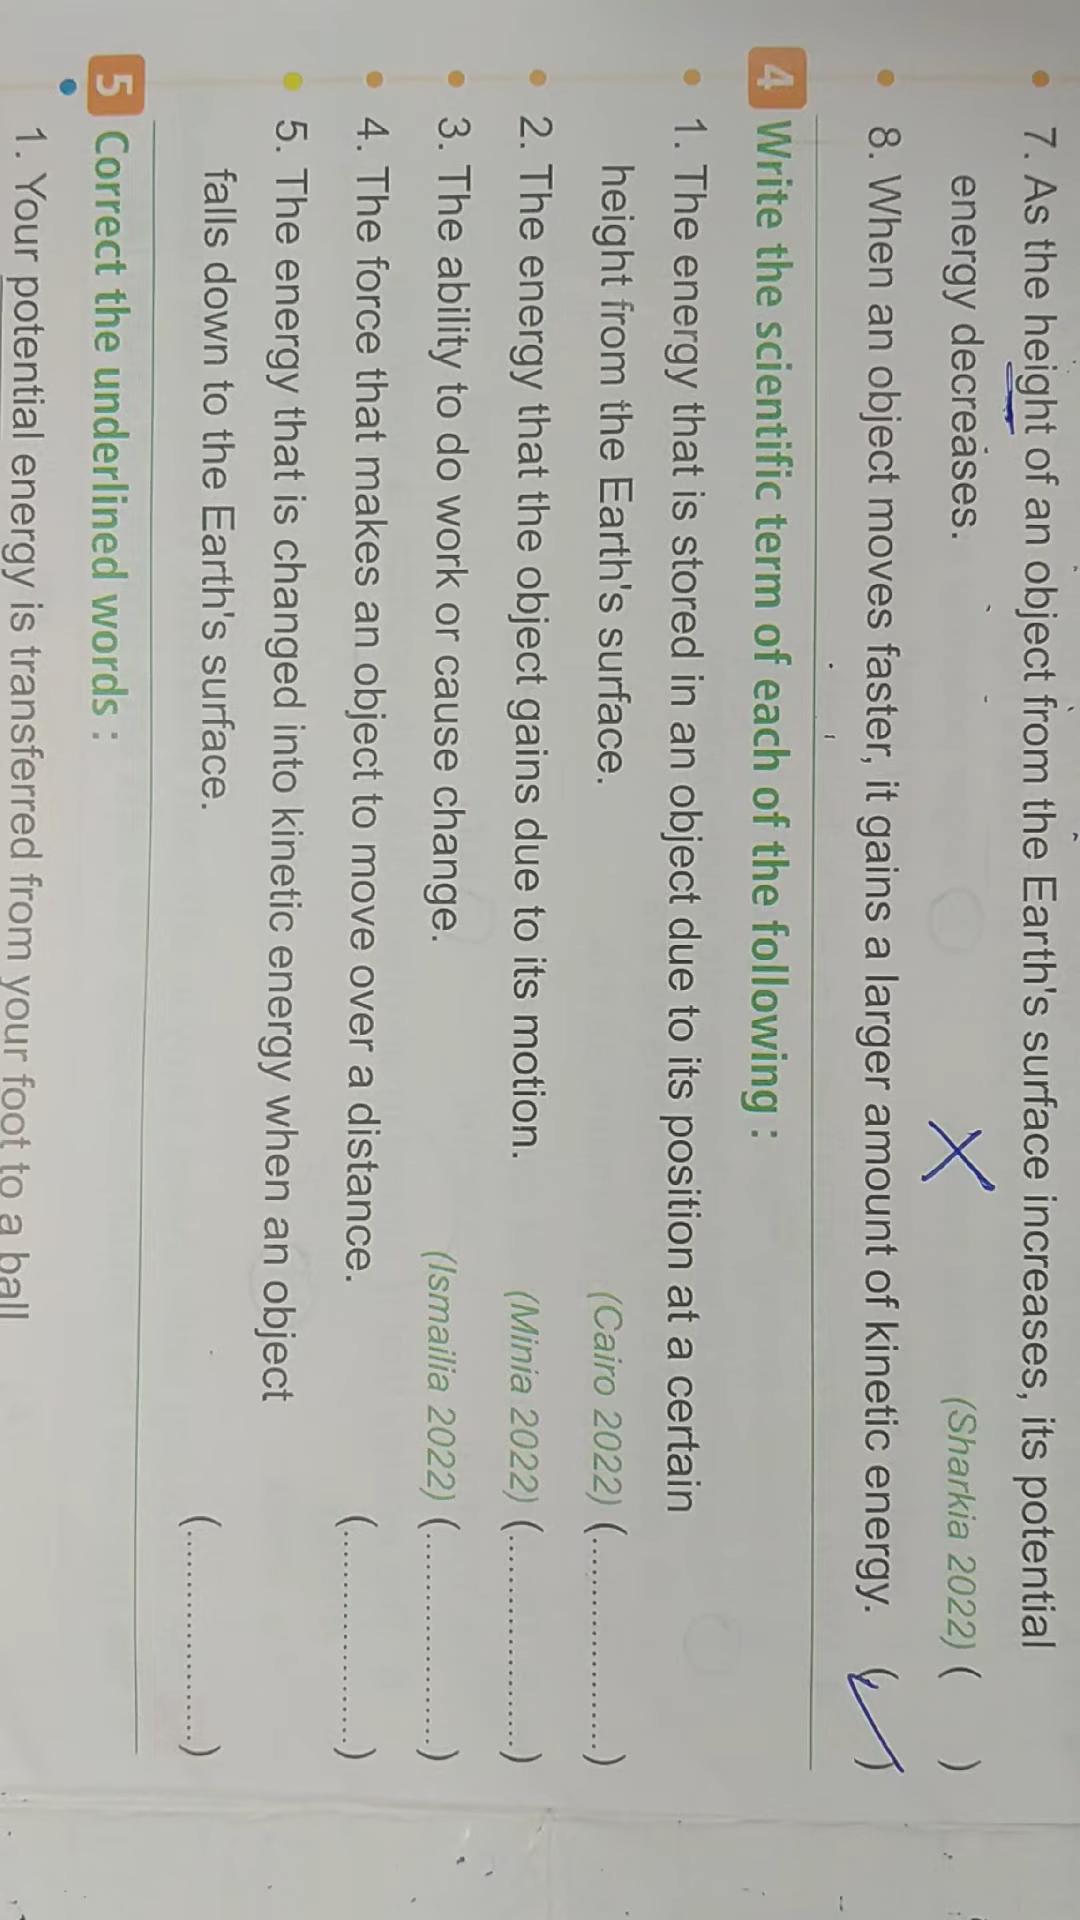 7. As the height of an object from the Earth's surface increases, its potential
energy decreases. (Sharkia 2022) ( )
8. When an object moves faster, it gains a larger amount of kinetic energy. ( )
4 Write the scientific term of each of the following :
1. The energy that is stored in an object due to its position at a certain
height from the Earth's surface. (Cairo 2022) (..................)
2. The energy that the object gains due to its motion. (Minia 2022) (..................)
3. The ability to do work or cause change. (Ismailia 2022) (..................)
4. The force that makes an object to move over a distance. (..................)
5. The energy that is changed into kinetic energy when an object
falls down to the Earth's surface. (..................)
5 Correct the underlined words :
1. Your potential energy is transferred from your foot to a ball